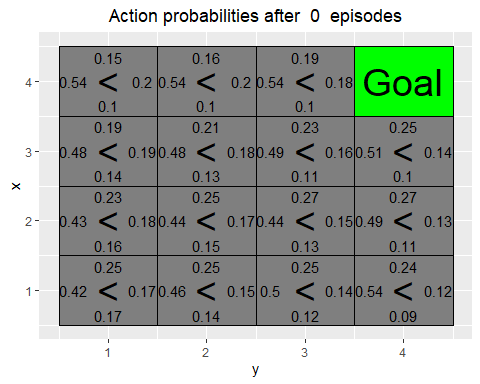 Action probabilities after 0 episodes
0.15 0.16 0.19
4 0.54 < 0.2 0.54 < 0.2 0.54 < 0.18 Goal
0.1 0.1 0.1
0.19 0.21 0.23 0.25
3 0.48 < 0.19 0.48 < 0.18 0.49 < 0.16 0.51 < 0.14
0.14 0.13 0.11 0.1
x
0.23 0.25 0.27 0.27
2 0.43 < 0.18 0.44 < 0.17 0.44 < 0.15 0.49 < 0.13
0.16 0.15 0.13 0.11
0.25 0.25 0.25 0.24
1 0.42 < 0.17 0.46 < 0.15 0.5 < 0.14 0.54 < 0.12
0.17 0.14 0.12 0.09
1 2 3 4
y